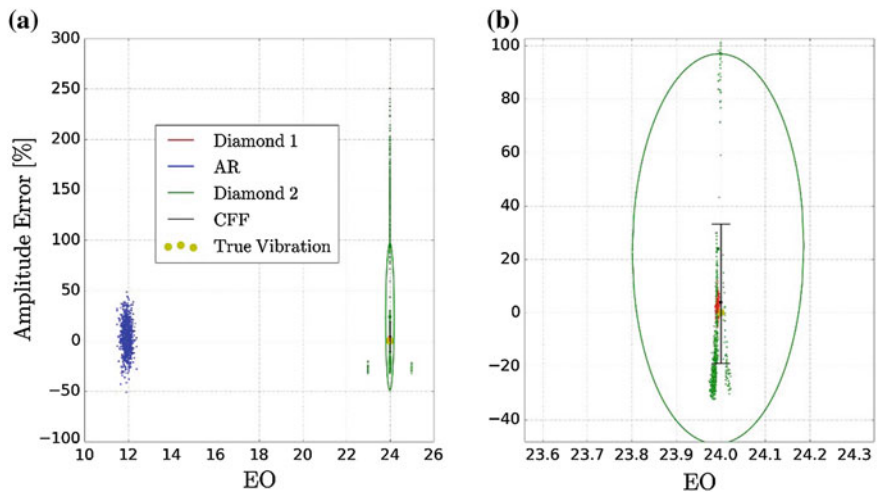 (a)
300
250
200
150
100
50
0
−50
−100
Amplitude Error [%]
10 12 14 16 18 20 22 24 26
EO
Diamond 1
AR
Diamond 2
CFF
True Vibration
(b)
100
80
60
40
20
0
−20
−40
23.6 23.7 23.8 23.9 24.0 24.1 24.2 24.3
EO